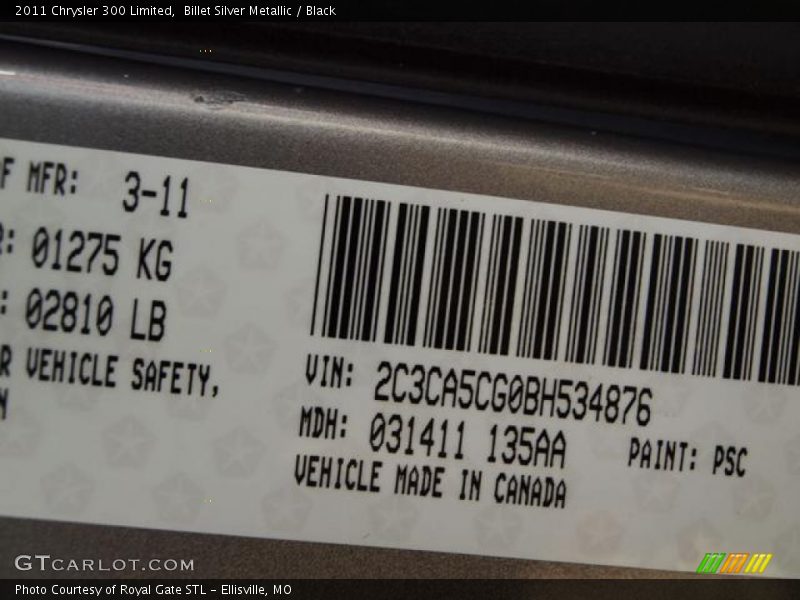 2011 Chrysler 300 Limited,  Billet Silver Metallic / Black
F MFR: 3-11
R: 01275 KG
: 02810 LB
R VEHICLE SAFETY,
N
VIN: 2C3CA5CG0BH534876
MDH: 031411 135AA PAINT: PSC
VEHICLE MADE IN CANADA
GTCARLOT.COM
Photo Courtesy of Royal Gate STL - Ellisville, MO